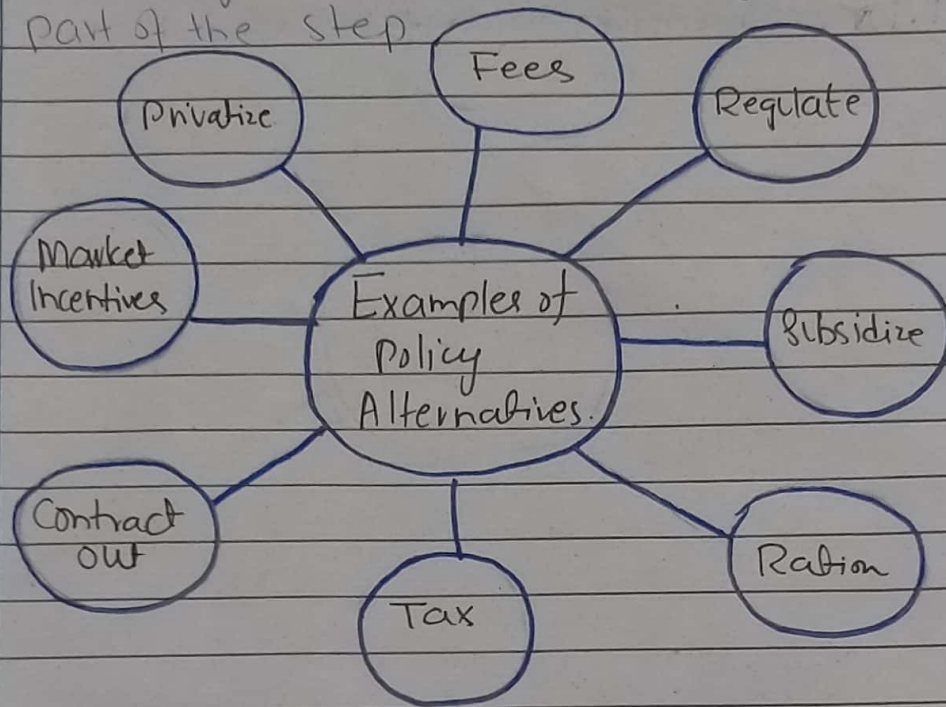 part of the step
Fees
Privatize
Regulate
Market
Incentives
Examples of
Policy
Alternatives.
Subsidize
Contract
out
Ration
Tax